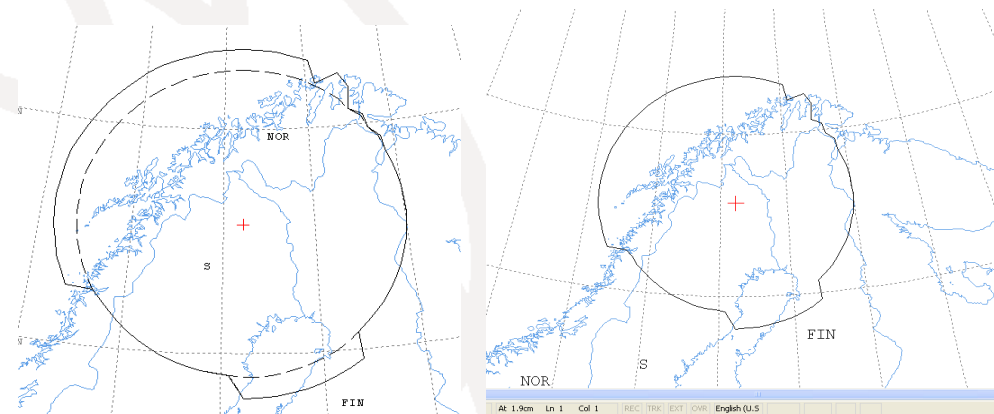 NOR
S
FIN
FIN
S
NOR
At 1.9cm Ln 1 Col 1 REC TRK EXT OVR English (U.S